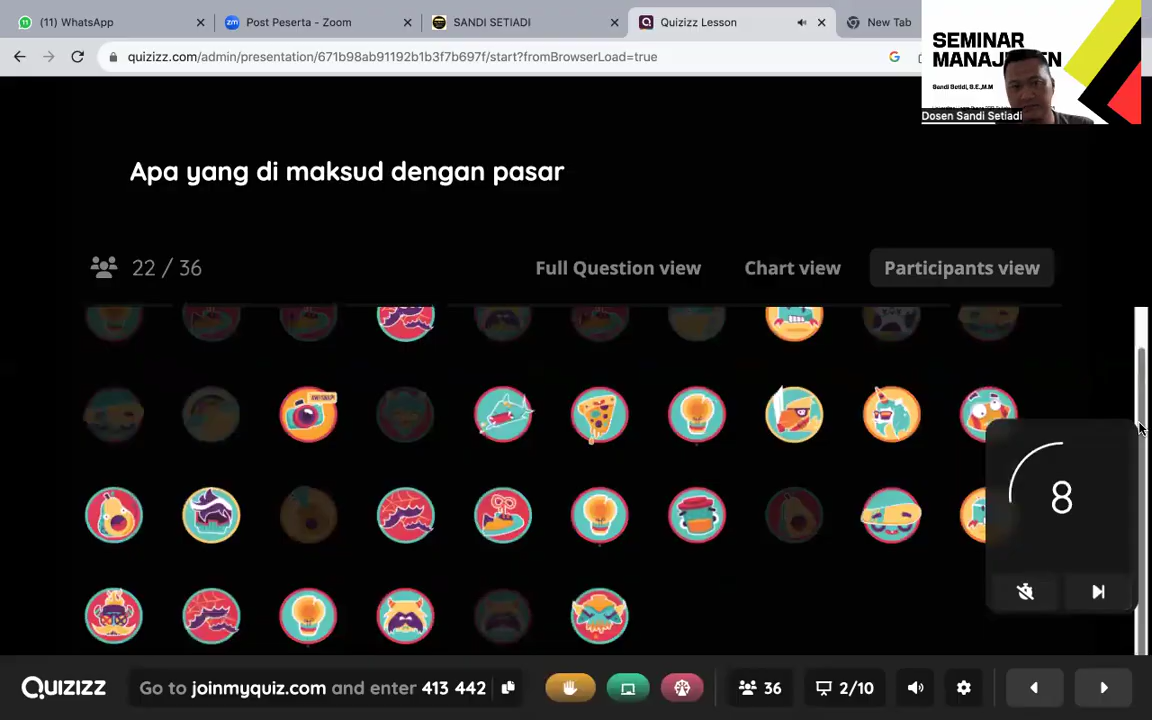 (11) WhatsApp
Post Peserta - Zoom
SANDI SETIADI
Quizizz Lesson
New Tab
quizizz.com/admin/presentation/671b98ab91192b1b3f7b697f/start?fromBrowserLoad=true
SEMINAR
MANAJEMEN
Dosen Sandi Setiadi
Apa yang di maksud dengan pasar
22 / 36
Full Question view
Chart view
Participants view
8
QUIZIZZ
Go to joinmyquiz.com and enter 413 442
36
2/10